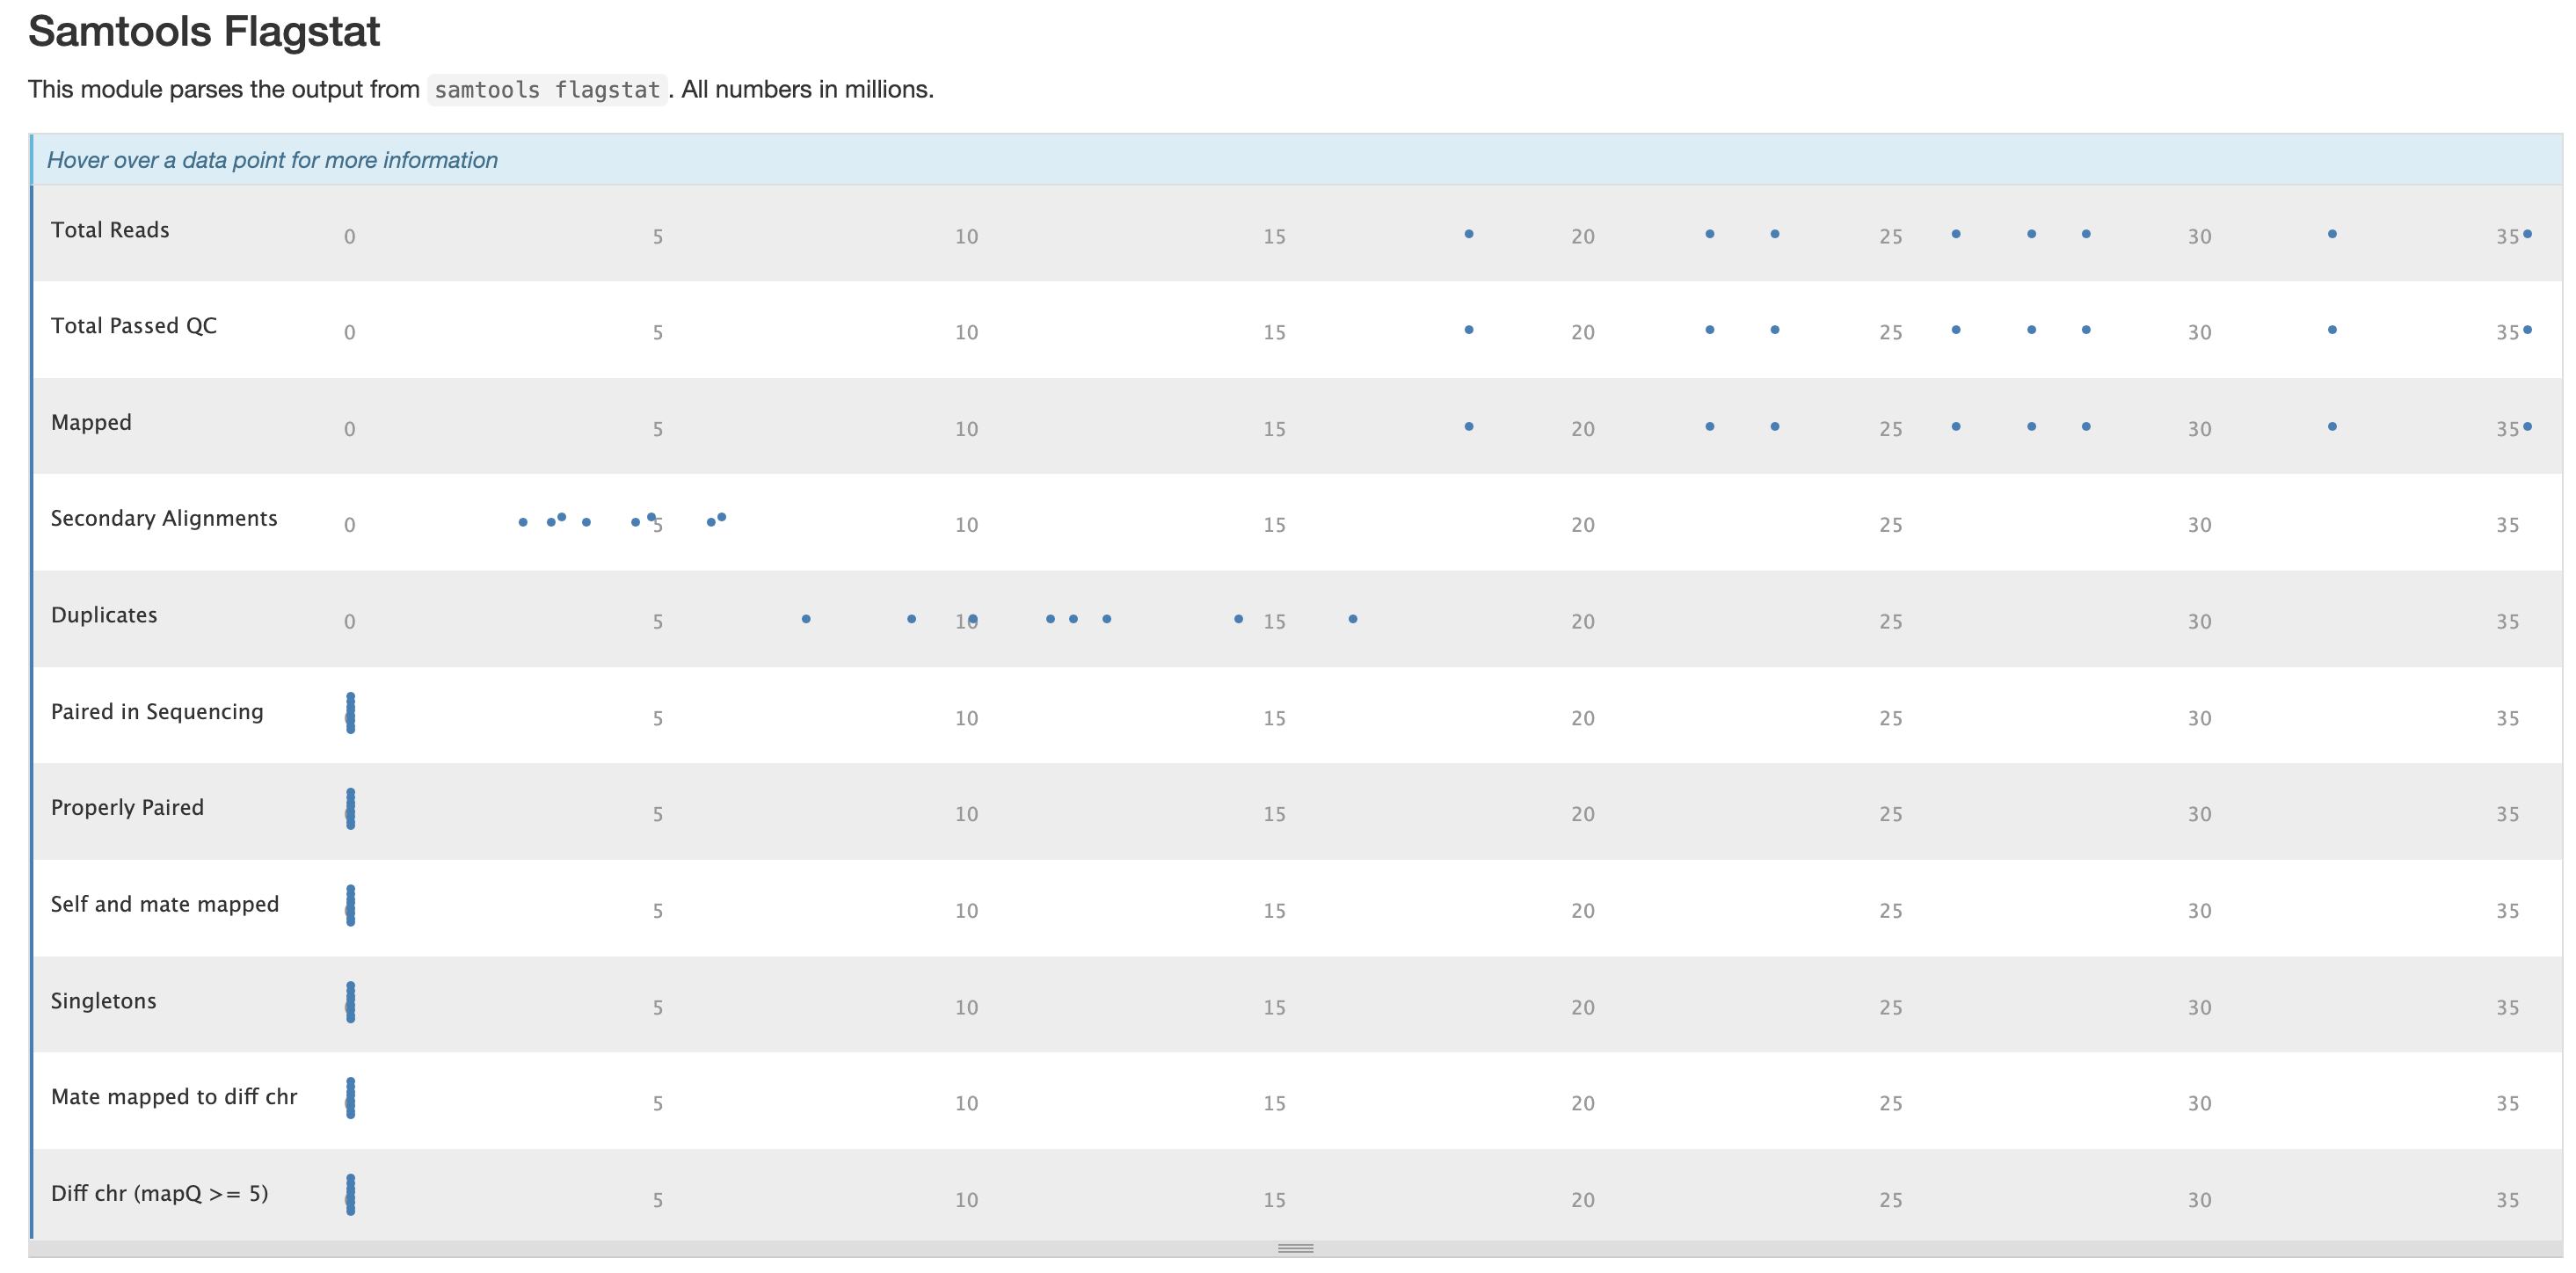 Samtools Flagstat
This module parses the output from samtools flagstat. All numbers in millions.
Hover over a data point for more information
Total Reads 0 5 10 15 20 25 30 35
Total Passed QC 0 5 10 15 20 25 30 35
Mapped 0 5 10 15 20 25 30 35
Secondary Alignments 0 5 10 15 20 25 30 35
Duplicates 0 5 10 15 20 25 30 35
Paired in Sequencing 5 10 15 20 25 30 35
Properly Paired 5 10 15 20 25 30 35
Self and mate mapped 5 10 15 20 25 30 35
Singletons 5 10 15 20 25 30 35
Mate mapped to diff chr 5 10 15 20 25 30 35
Diff chr (mapQ >= 5) 5 10 15 20 25 30 35